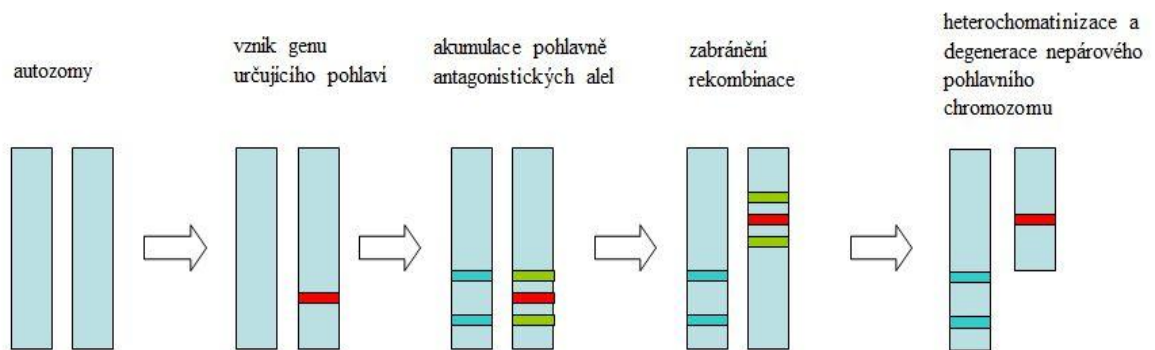 autozomy
vznik genu
určujícího pohlaví
akumulace pohlavně
antagonistických alel
zabránění
rekombinace
heterochomatinizace a
degenerace nepárového
pohlavního
chromozomu